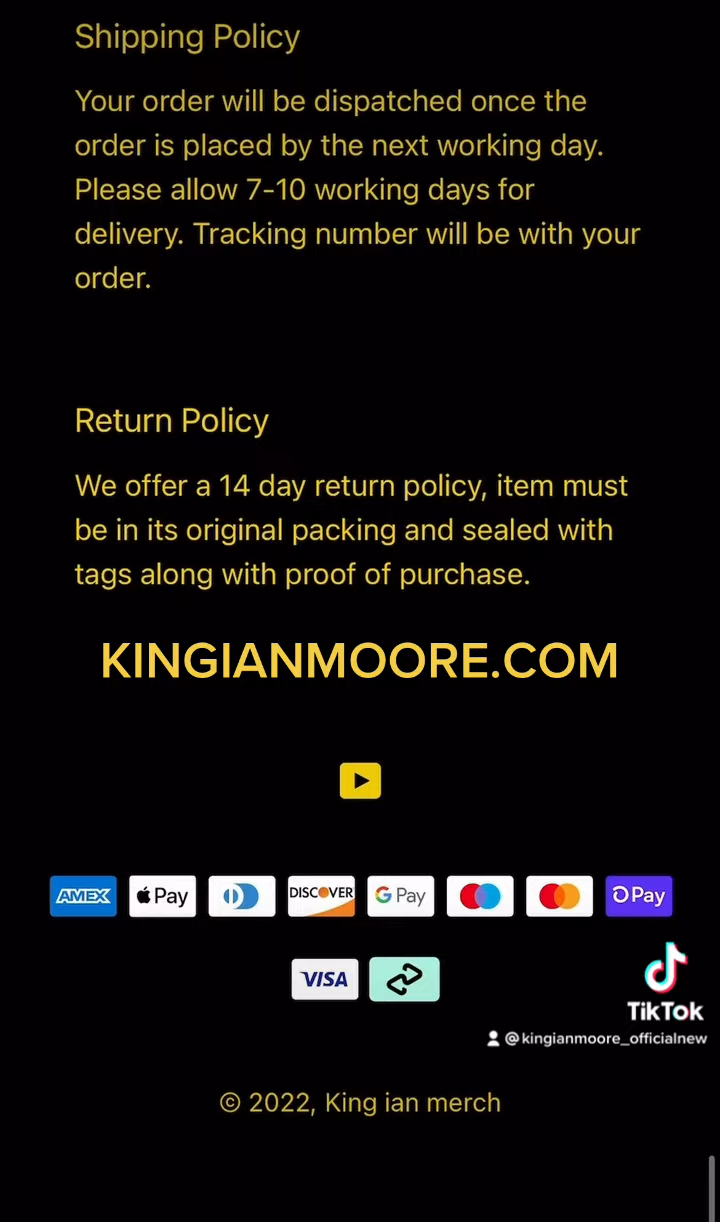 Shipping Policy
Your order will be dispatched once the
order is placed by the next working day.
Please allow 7-10 working days for
delivery. Tracking number will be with your
order.
Return Policy
We offer a 14 day return policy, item must
be in its original packing and sealed with
tags along with proof of purchase.
KINGIANMOORE.COM
AMEX Pay DISCOVER G Pay Pay
VISA
TikTok
@kingianmoore_officialnew
© 2022, King ian merch